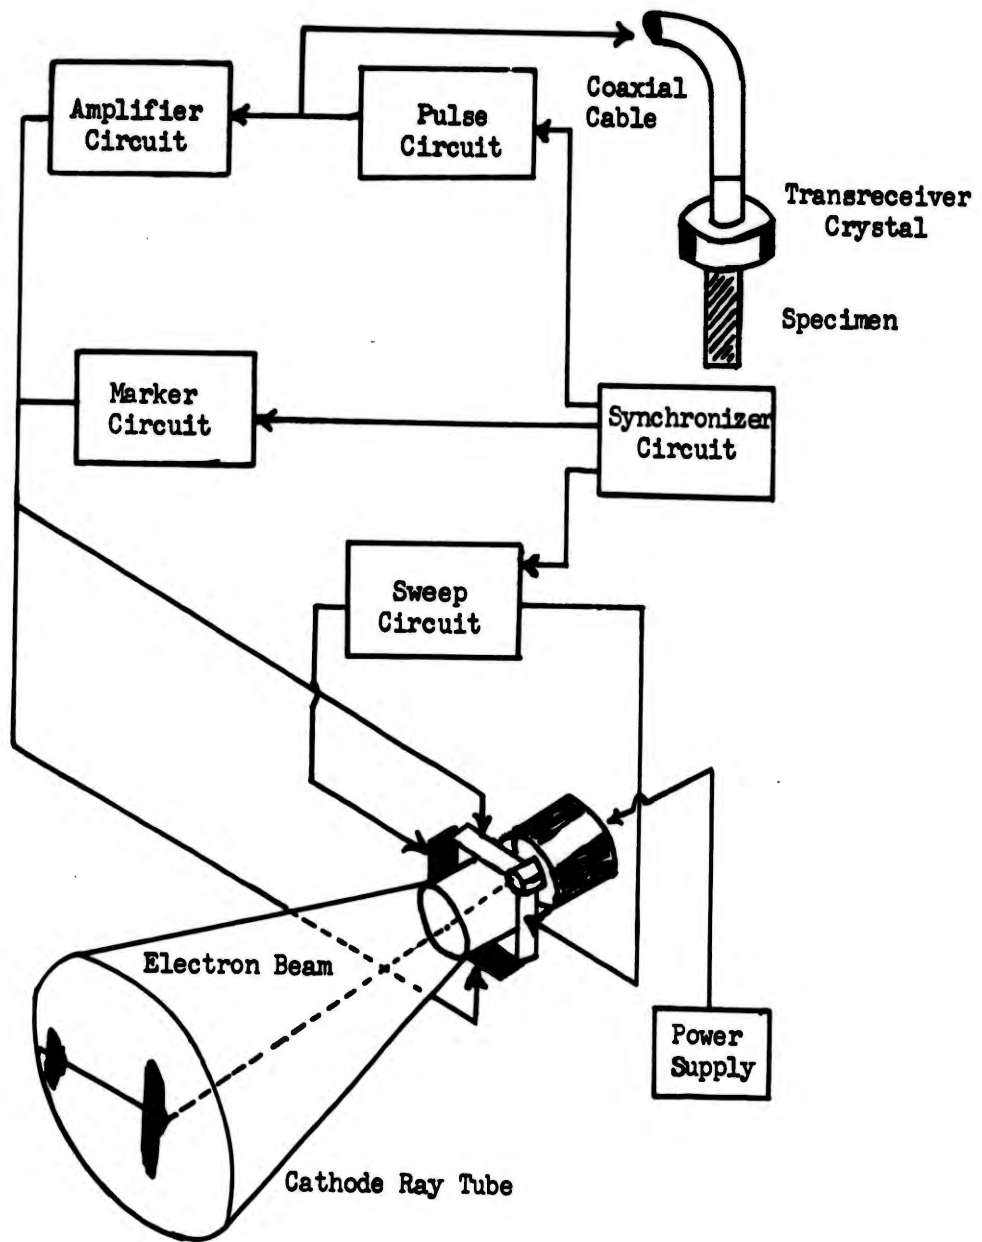 Amplifier
Circuit
Pulse
Circuit
Coaxial
Cable
Transreceiver
Crystal
Specimen
Marker
Circuit
Synchronizer
Circuit
Sweep
Circuit
Electron Beam
Power
Supply
Cathode Ray Tube